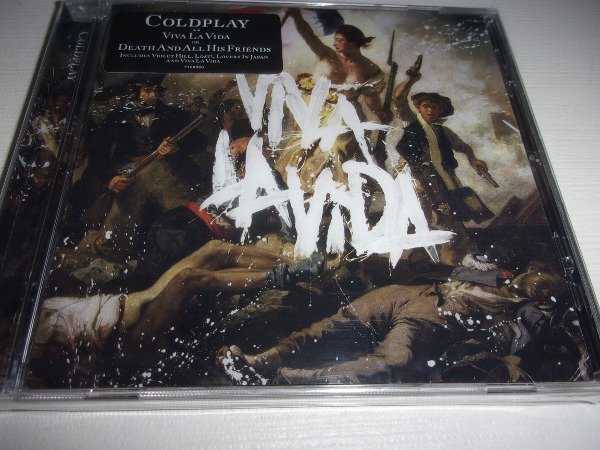 COLDPLAY
VIVA LA VIDA
OR
DEATH AND ALL HIS FRIENDS
INCLUDES VIOLET HILL, LOST!, LOVERS IN JAPAN
AND VIVA LA VIDA.
VIVA
LA VIDA
COLDPLAY